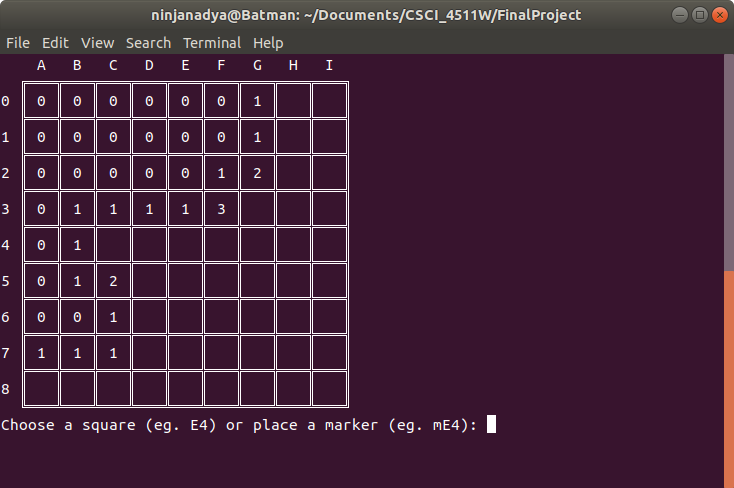 ninjanadya@Batman: ~/Documents/CSCI_4511W/FinalProject
File Edit View Search Terminal Help
A B C D E F G H I
0 0 0 0 0 0 0 1
1 0 0 0 0 0 0 1
2 0 0 0 0 0 1 2
3 0 1 1 1 1 3
4 0 1
5 0 1 2
6 0 0 1
7 1 1 1
8
Choose a square (eg. E4) or place a marker (eg. mE4):